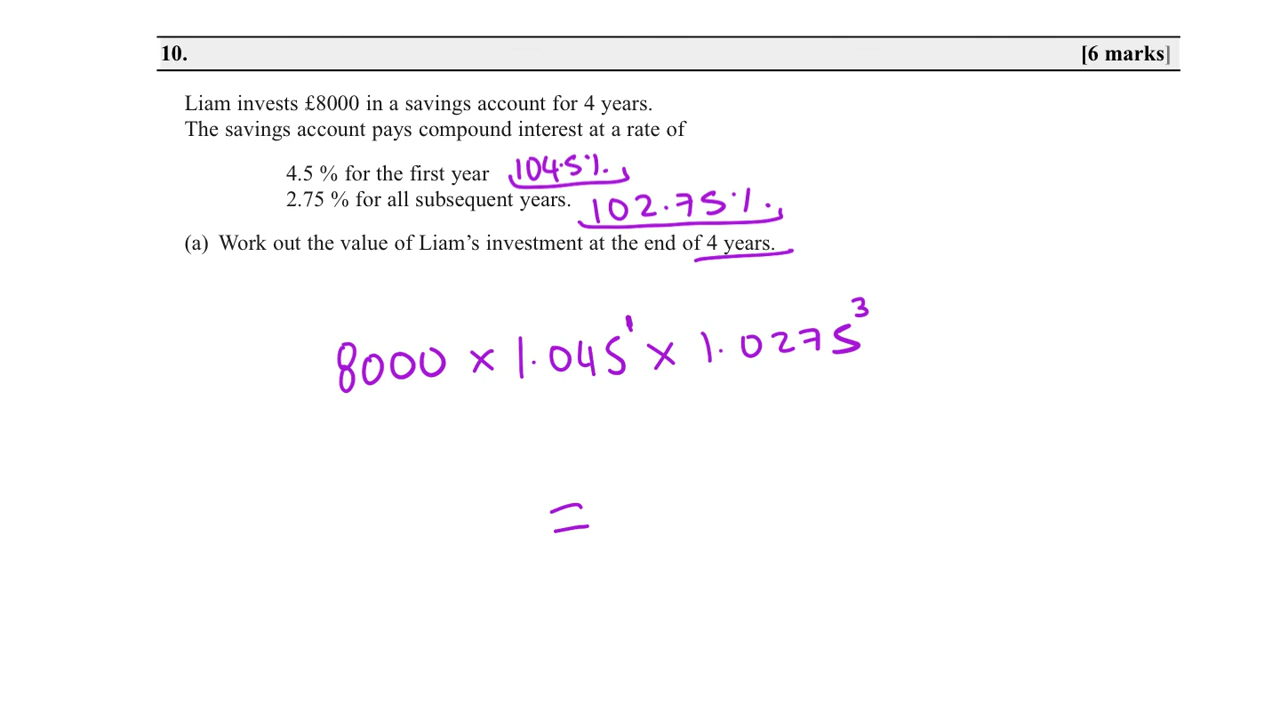 10. [6 marks]
Liam invests £8000 in a savings account for 4 years.
The savings account pays compound interest at a rate of
4.5 % for the first year 104.5%.
2.75 % for all subsequent years. 102.75%.
(a) Work out the value of Liam’s investment at the end of 4 years.
8000 × 1.045¹ × 1.0275³
=